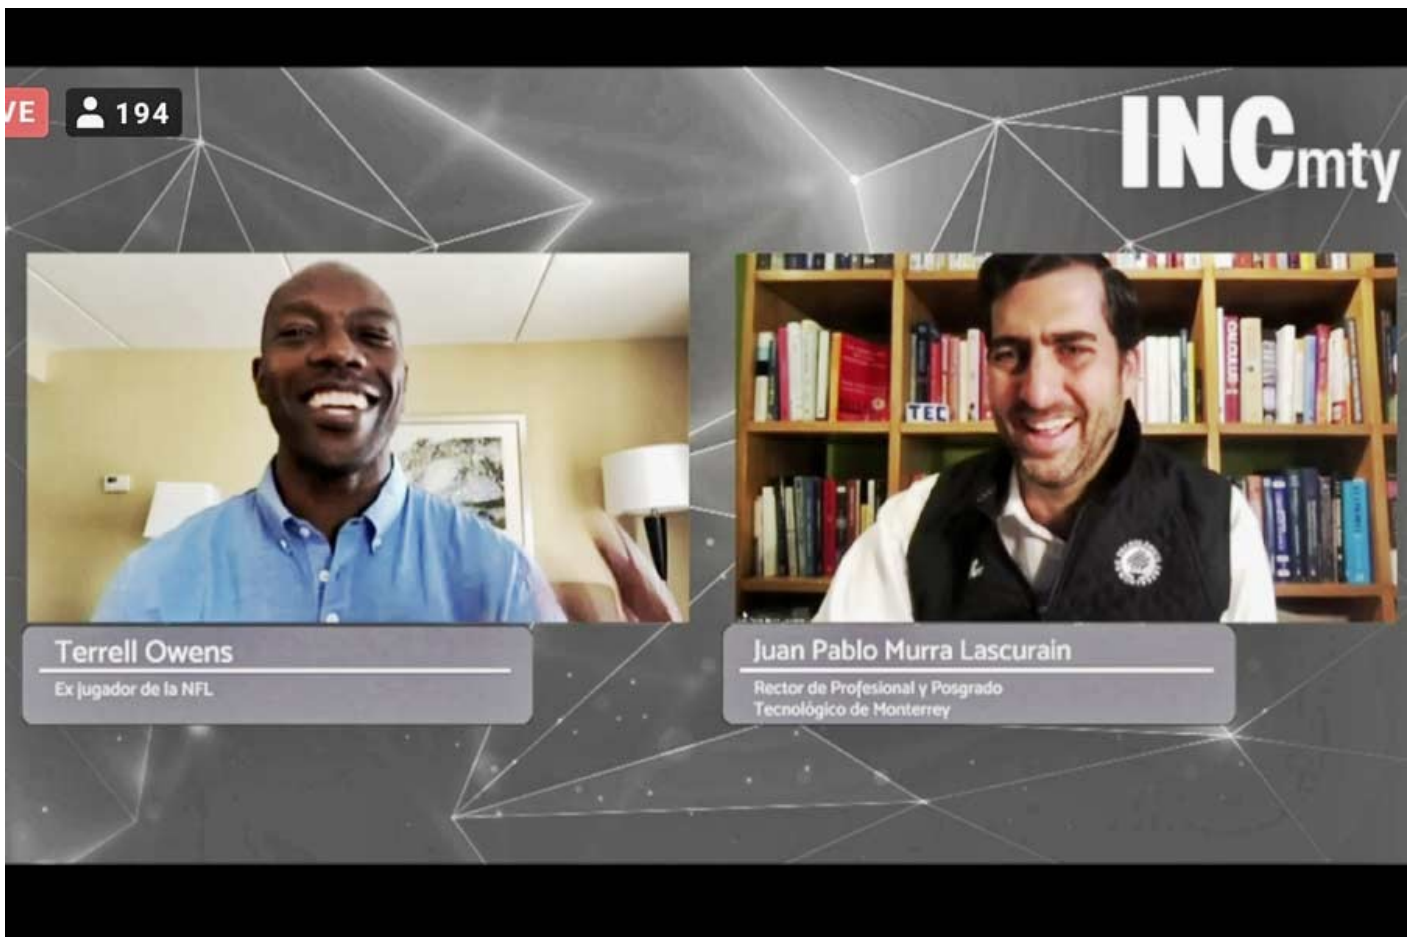 VE
194
INCmty
TEC
CALCULUS
Terrell Owens
Ex jugador de la NFL
Juan Pablo Murra Lascurain
Rector de Profesional y Posgrado
Tecnológico de Monterrey